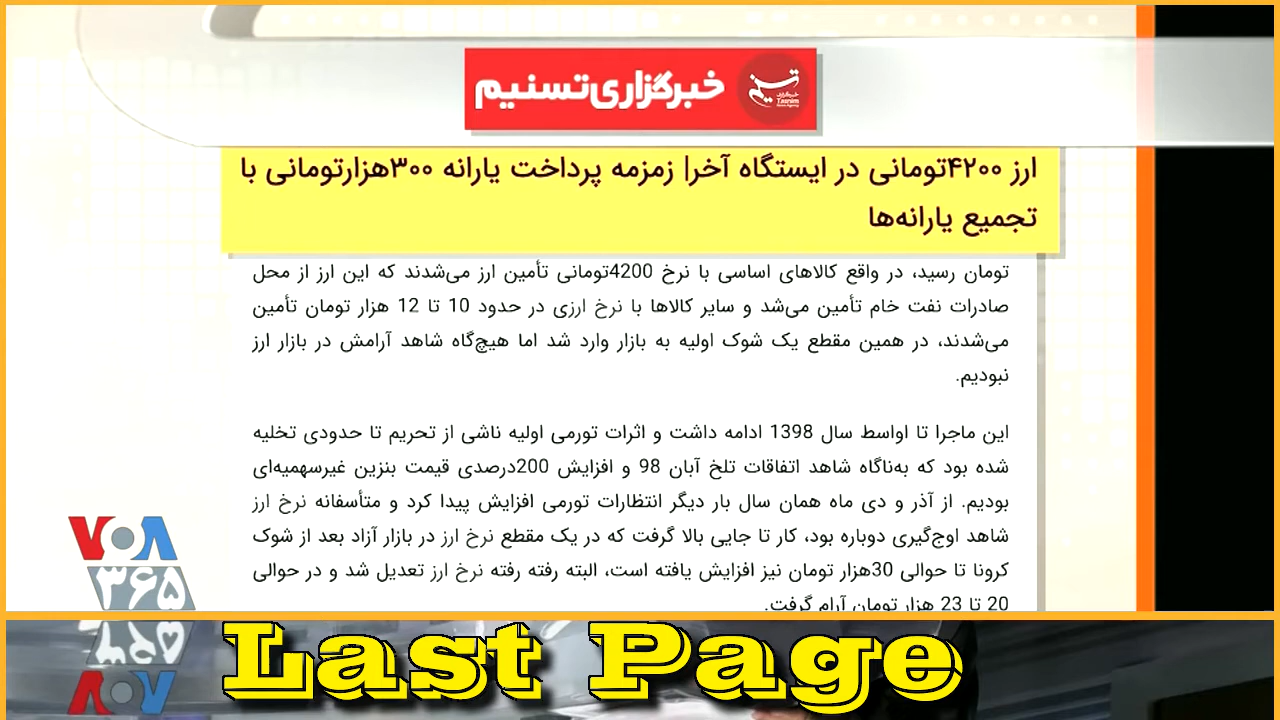 خبرگزاری تسنیم
تسنیم
خبرگزاری
Tasnim
News Agency
ارز ۴۲۰۰تومانی در ایستگاه آخر| زمزمه پرداخت یارانه ۳۰۰هزارتومانی با
تجمیع یارانه‌ها
تومان رسید، در واقع کالاهای اساسی با نرخ 4200تومانی تأمین ارز می‌شدند که این ارز از محل
صادرات نفت خام تأمین می‌شد و سایر کالاها با نرخ ارزی در حدود 10 تا 12 هزار تومان تأمین
می‌شدند، در همین مقطع یک شوک اولیه به بازار وارد شد اما هیچ‌گاه شاهد آرامش در بازار ارز
نبودیم.
این ماجرا تا اواسط سال 1398 ادامه داشت و اثرات تورمی اولیه ناشی از تحریم تا حدودی تخلیه
شده بود که به‌ناگاه شاهد اتفاقات تلخ آبان 98 و افزایش 200درصدی قیمت بنزین غیرسهمیه‌ای
بودیم. از آذر و دی ماه همان سال بار دیگر انتظارات تورمی افزایش پیدا کرد و متأسفانه نرخ ارز
شاهد اوج‌گیری دوباره بود، کار تا جایی بالا گرفت که در یک مقطع نرخ ارز در بازار آزاد بعد از شوک
کرونا تا حوالی 30هزار تومان نیز افزایش یافته است، البته رفته رفته نرخ ارز تعدیل شد و در حوالی
20 تا 23 هزار تومان آرام گرفت.
VOA
۳۶۵
Last Page